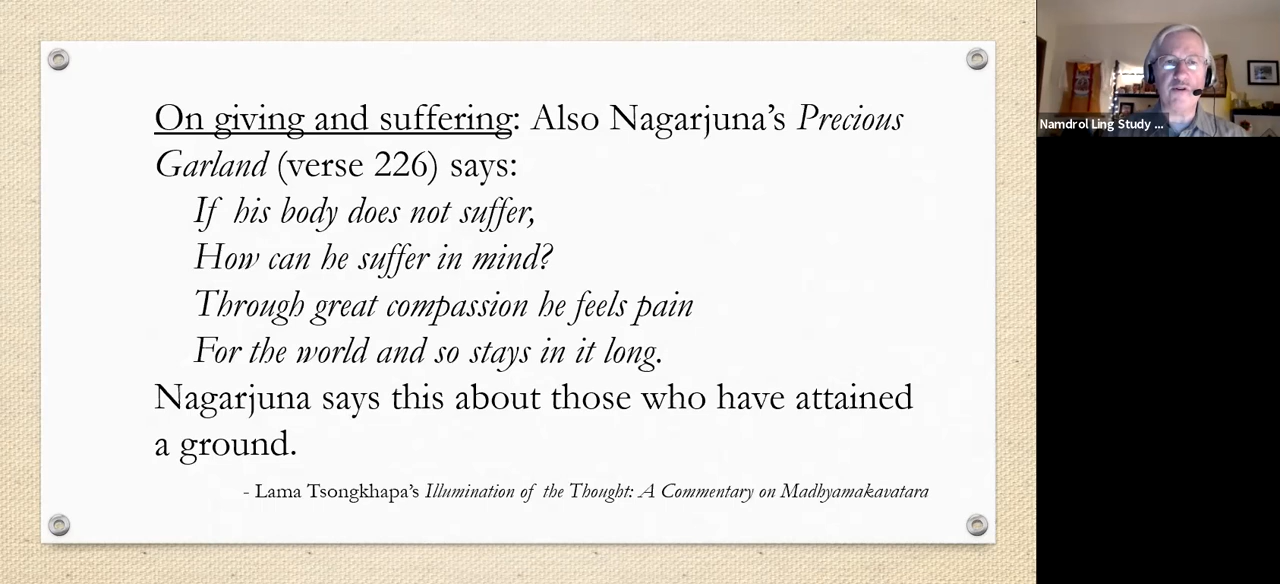 On giving and suffering: Also Nagarjuna’s Precious
Garland (verse 226) says:
If his body does not suffer,
How can he suffer in mind?
Through great compassion he feels pain
For the world and so stays in it long.
Nagarjuna says this about those who have attained
a ground.
- Lama Tsongkhapa’s Illumination of the Thought: A Commentary on Madhyamakavatara
Namdrol Ling Study ...